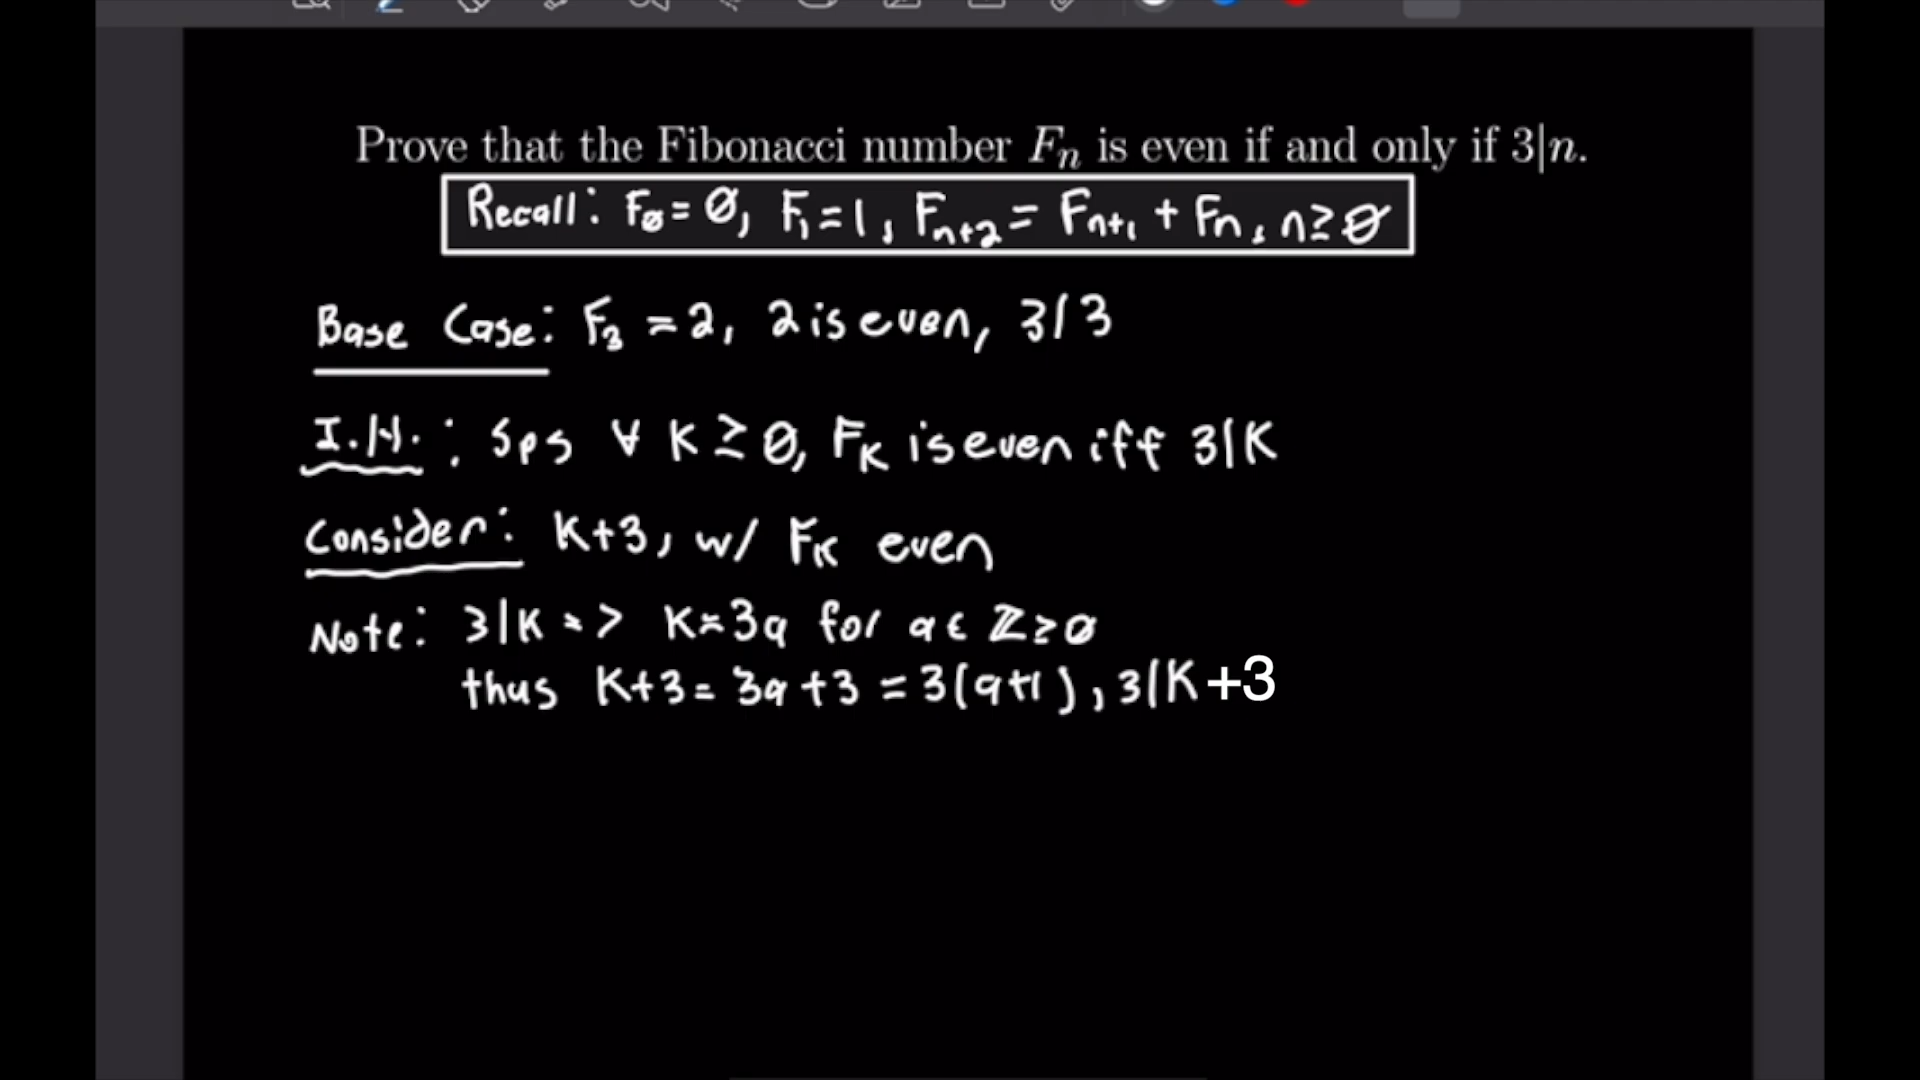 Prove that the Fibonacci number Fn is even if and only if 3|n.
Recall: F0 = 0, F1 = 1, Fn+2 = Fn+1 + Fn, n ≥ 0
Base Case: F3 = 2, 2 is even, 3|3
I.H.: Sps ∀ K ≥ 0, FK is even iff 3|K
Consider: K+3, w/ FK even
Note: 3|K => K=3q for q ∈ ℤ≥0
thus K+3 = 3q+3 = 3(q+1), 3|K+3